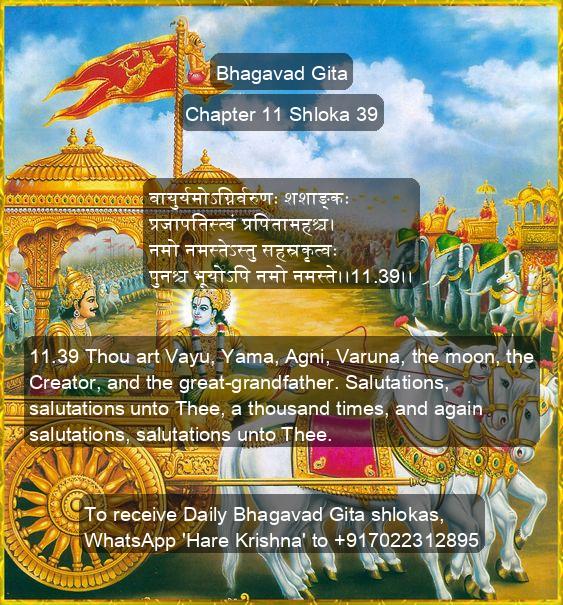 Bhagavad Gita
Chapter 11 Shloka 39
वायुर्यमोऽग्निर्वरुणः शशाङ्कः
प्रजापतिस्त्वं प्रपितामहश्च।
नमो नमस्तेऽस्तु सहस्रकृत्वः
पुनश्च भूयोऽपि नमो नमस्ते।।11.39।।
11.39 Thou art Vayu, Yama, Agni, Varuna, the moon, the
Creator, and the great-grandfather. Salutations,
salutations unto Thee, a thousand times, and again
salutations, salutations unto Thee.
To receive Daily Bhagavad Gita shlokas,
WhatsApp 'Hare Krishna' to +917022312895